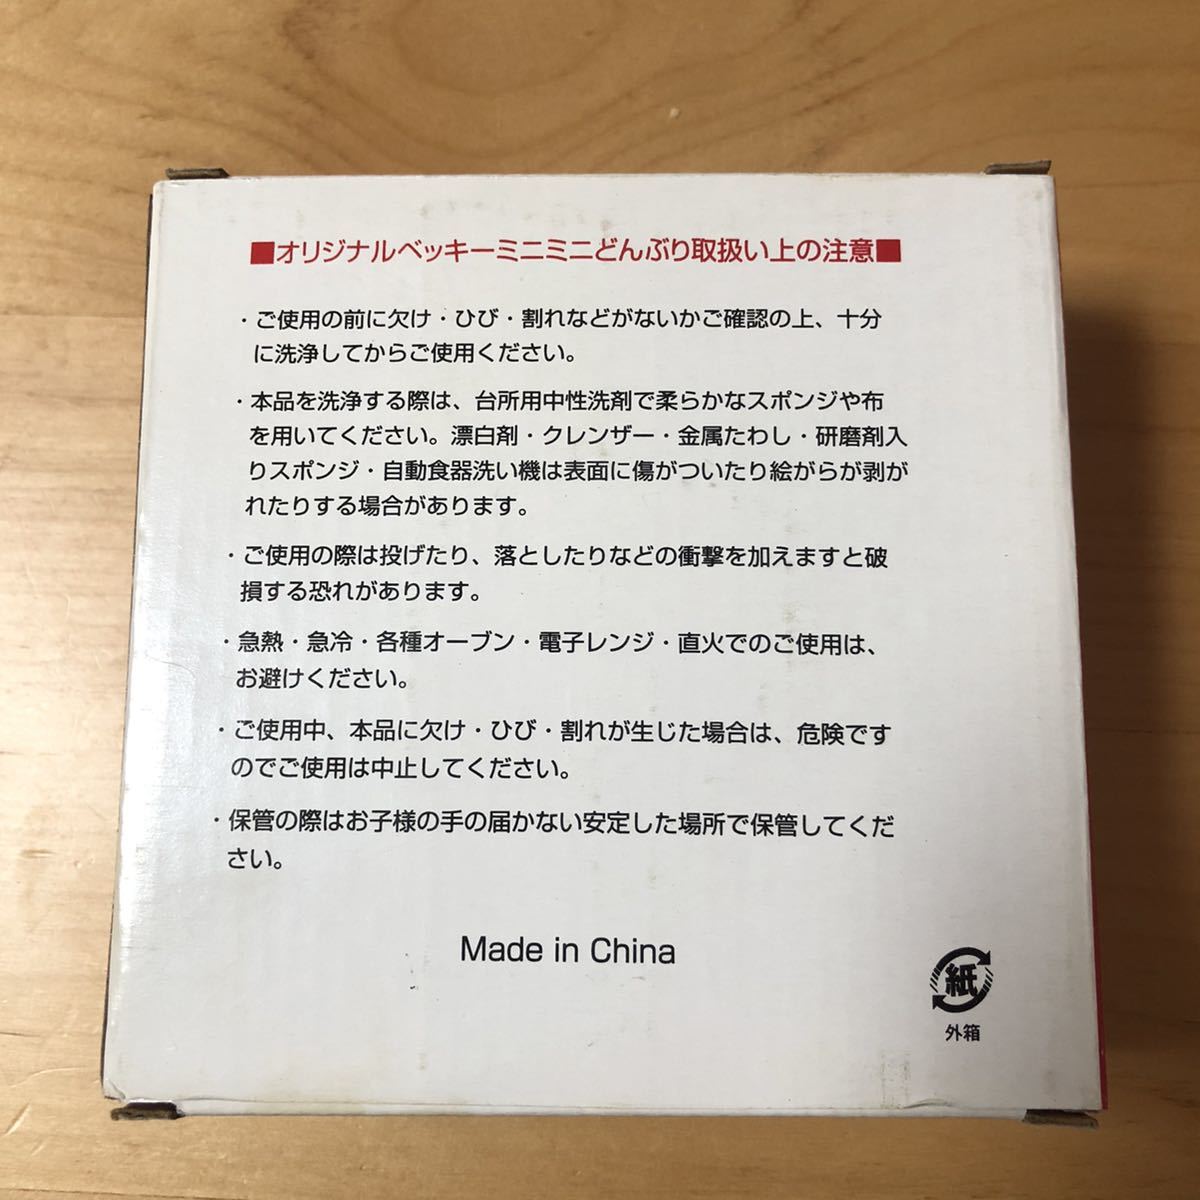 ■オリジナルベッキーミニミニどんぶり取扱い上の注意■
・ご使用の前に欠け・ひび・割れなどがないかご確認の上、十分
に洗浄してからご使用ください。
・本品を洗浄する際は、台所用中性洗剤で柔らかなスポンジや布
を用いてください。漂白剤・クレンザー・金属たわし・研磨剤入
りスポンジ・自動食器洗い機は表面に傷がついたり絵がらが剥が
れたりする場合があります。
・ご使用の際は投げたり、落としたりなどの衝撃を加えますと破
損する恐れがあります。
・急熱・急冷・各種オーブン・電子レンジ・直火でのご使用は、
お避けください。
・ご使用中、本品に欠け・ひび・割れが生じた場合は、危険です
のでご使用は中止してください。
・保管の際はお子様の手の届かない安定した場所で保管してくだ
さい。
Made in China
紙
外箱